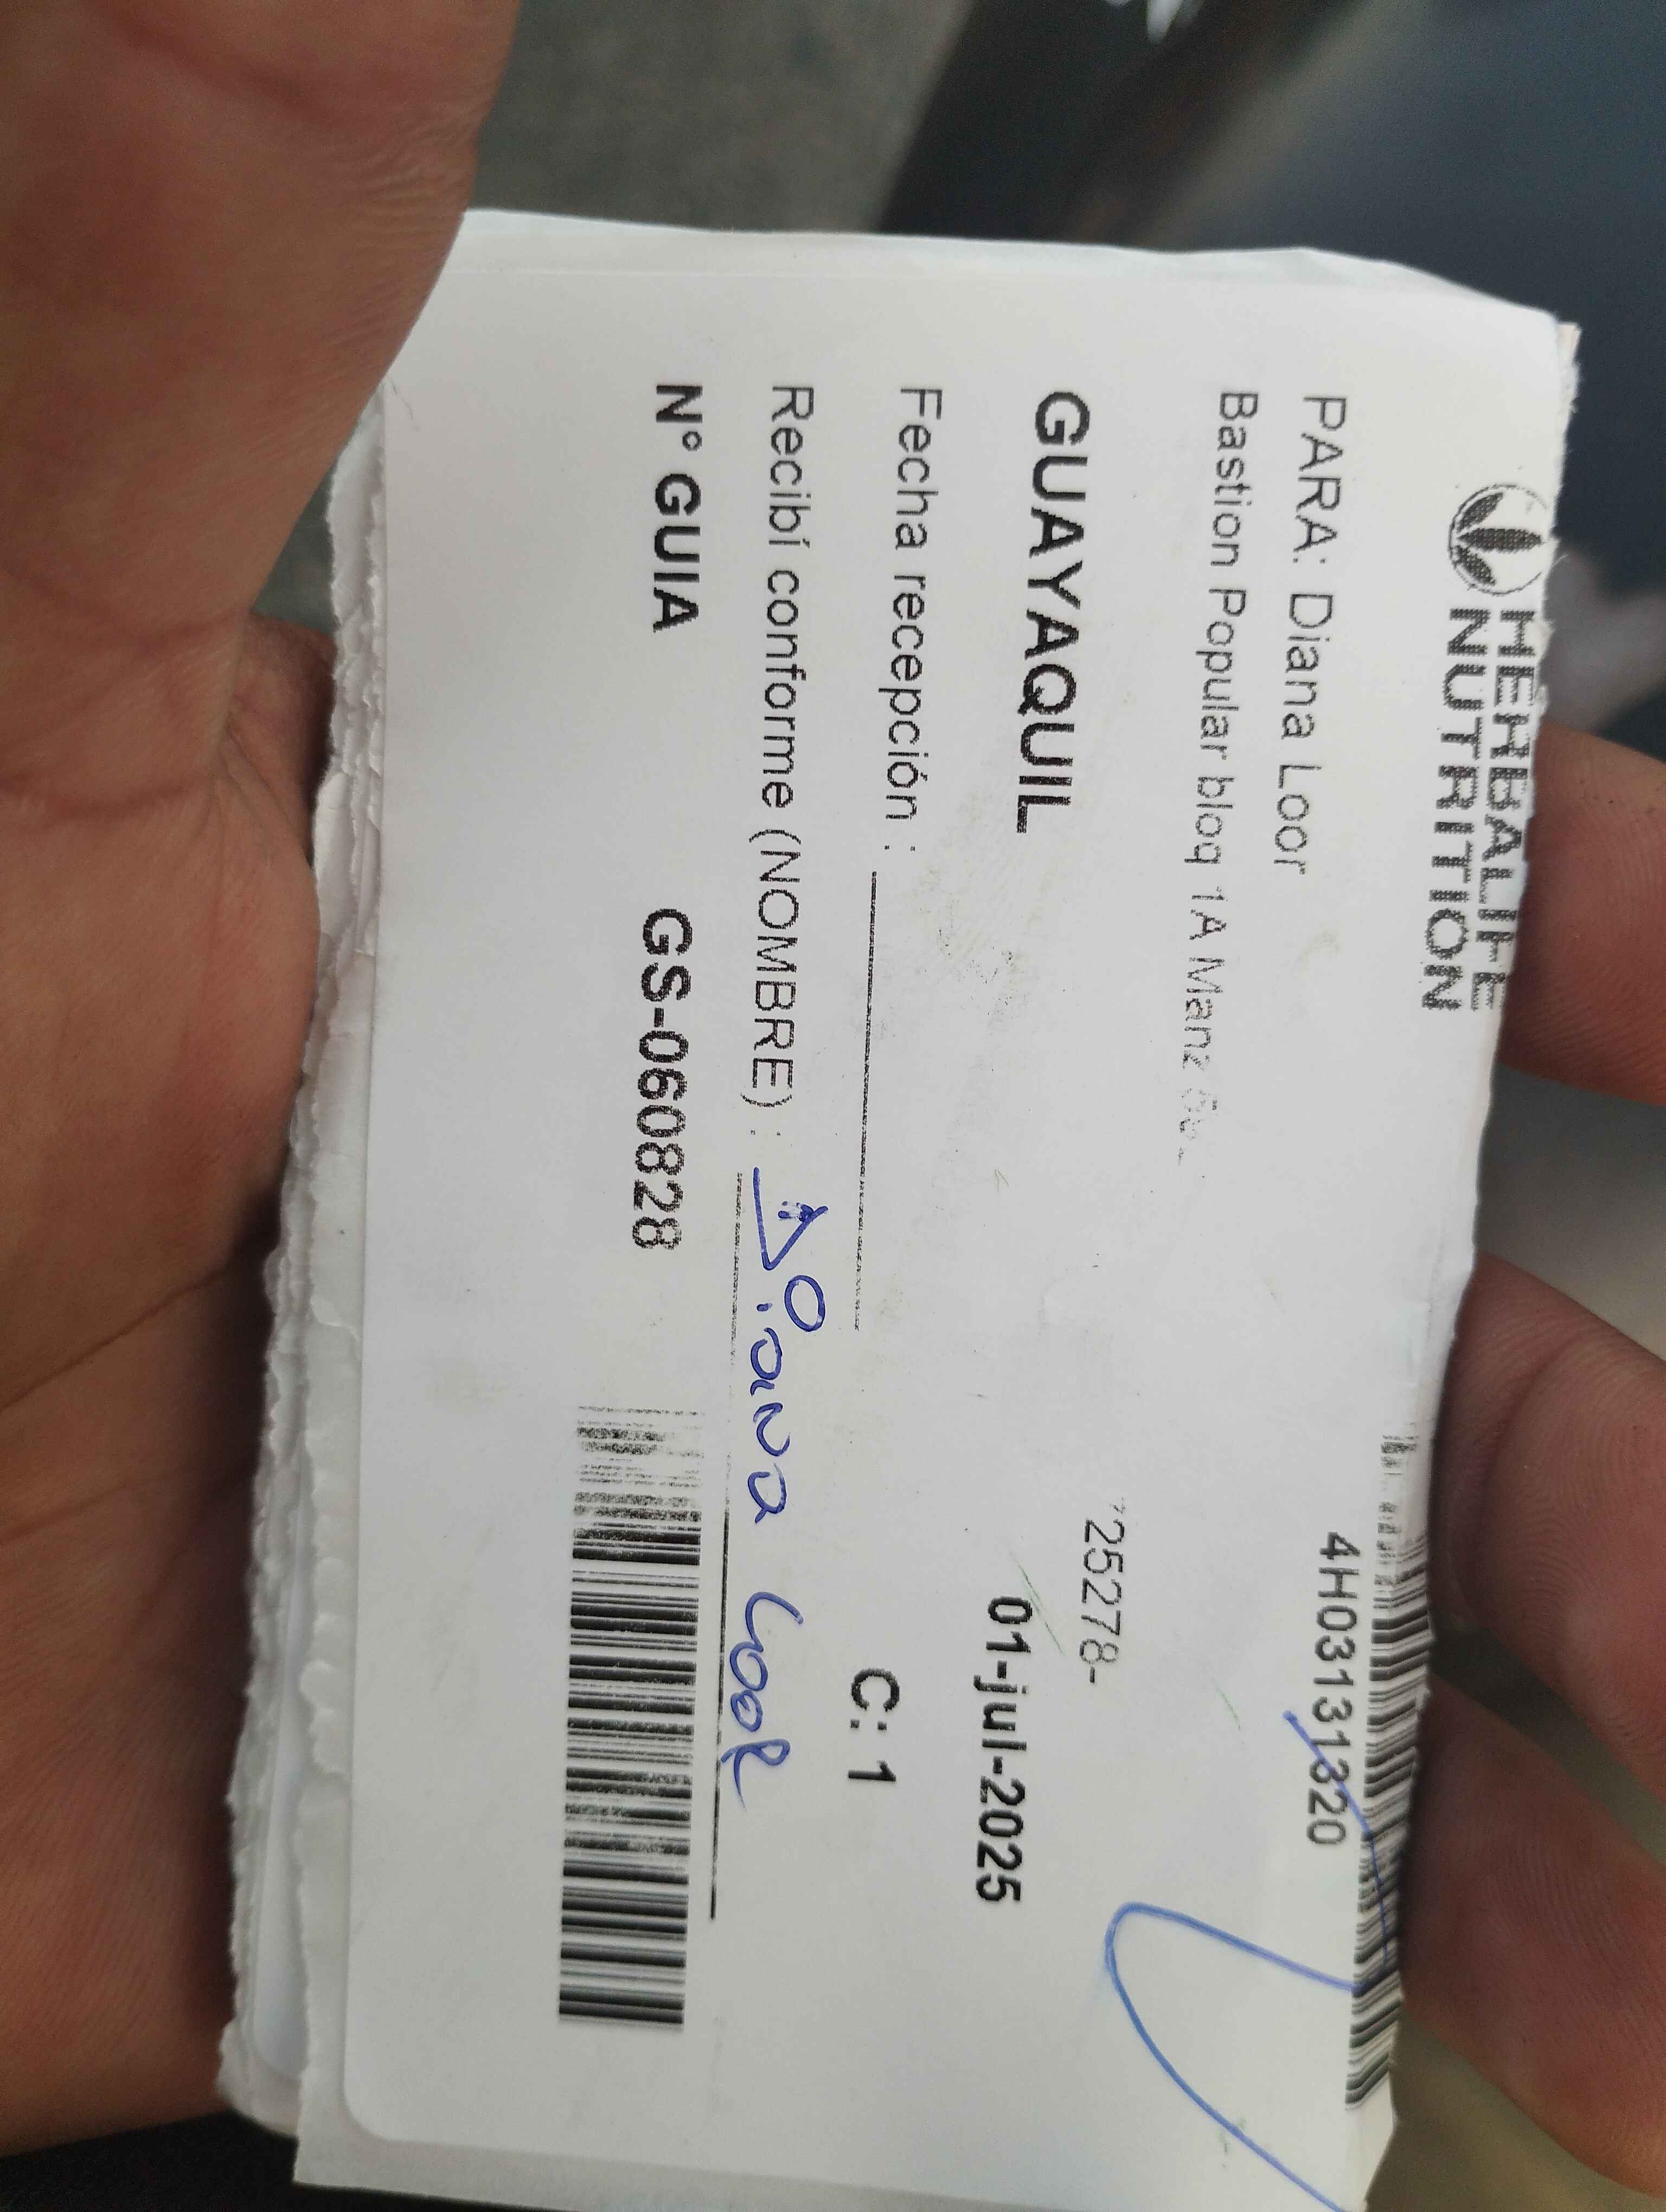 HERBALIFE
NUTRITION
4H03131320
PARA: Diana Loor
Bastion Popular bloq 1A Manz
25278-
GUAYAQUIL
01-jul-2025
Fecha recepción :
C: 1
Recibí conforme (NOMBRE) : Diana Loor
N° GUIA GS-060828